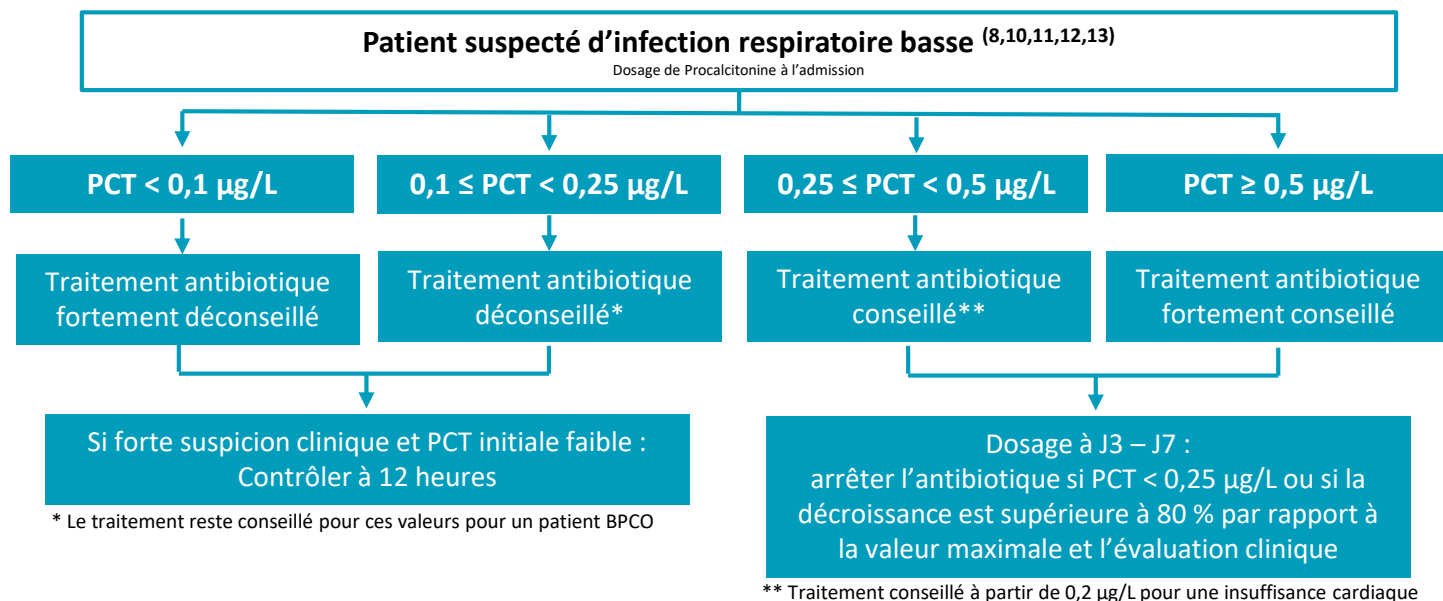 Patient suspecté d’infection respiratoire basse (8,10,11,12,13)
Dosage de Procalcitonine à l’admission
PCT < 0,1 µg/L
0,1 ≤ PCT < 0,25 µg/L
0,25 ≤ PCT < 0,5 µg/L
PCT ≥ 0,5 µg/L
Traitement antibiotique
fortement déconseillé
Traitement antibiotique
déconseillé*
Traitement antibiotique
conseillé**
Traitement antibiotique
fortement conseillé
Si forte suspicion clinique et PCT initiale faible :
Contrôler à 12 heures
* Le traitement reste conseillé pour ces valeurs pour un patient BPCO
Dosage à J3 – J7 :
arrêter l’antibiotique si PCT < 0,25 µg/L ou si la
décroissance est supérieure à 80 % par rapport à
la valeur maximale et l’évaluation clinique
** Traitement conseillé à partir de 0,2 µg/L pour une insuffisance cardiaque